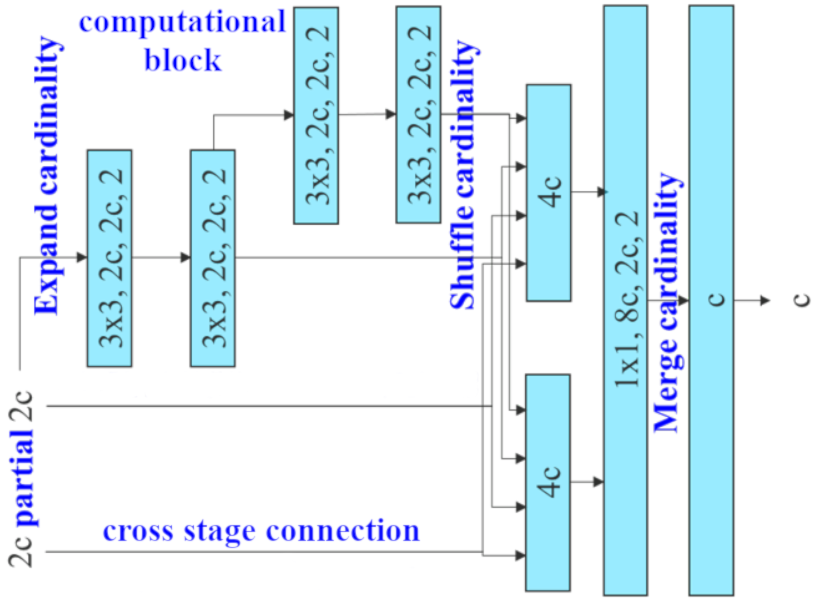 computational
block
Expand cardinality
3x3, 2c, 2c, 2
3x3, 2c, 2c, 2
3x3, 2c, 2c, 2
3x3, 2c, 2c, 2
Shuffle cardinality
4c
4c
1x1, 8c, 2c, 2
Merge cardinality
c
c
2c partial 2c
cross stage connection